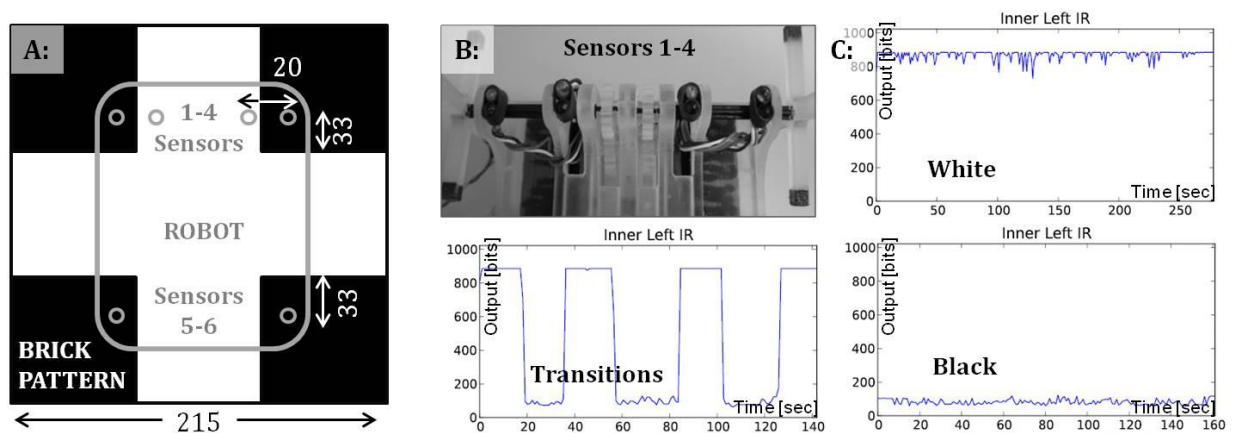 A:
20
1-4
Sensors
33
ROBOT
Sensors
5-6
33
BRICK
PATTERN
215
B:
Sensors 1-4
Inner Left IR
1000
800
600
400
200
0
Output [bits]
Transitions
Time [sec]
0 20 40 60 80 100 120 140
C:
Inner Left IR
1000
800
600
400
200
0
Output [bits]
White
Time [sec]
0 50 100 150 200 250
Inner Left IR
1000
800
600
400
200
0
Output [bits]
Black
Time [sec]
0 20 40 60 80 100 120 140 160